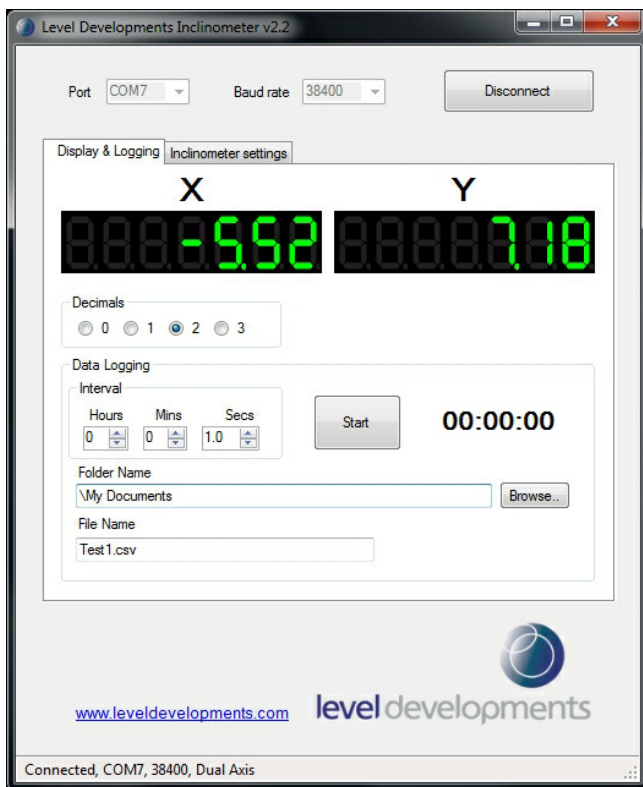 Level Developments Inclinometer v2.2
Port COM7 Baud rate 38400 Disconnect
Display & Logging Inclinometer settings
X Y
-5.52 7.18
Decimals
0 1 2 3
Data Logging
Interval
Hours Mins Secs
0 0 1.0 Start 00:00:00
Folder Name
\My Documents Browse..
File Name
Test1.csv
www.leveldevelopments.com level developments
Connected, COM7, 38400, Dual Axis